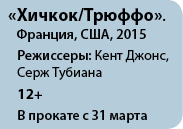 «Хичкок/Трюффо».
Франция, США, 2015
Режиссеры: Кент Джонс,
Серж Тубиана
12+
В прокате с 31 марта